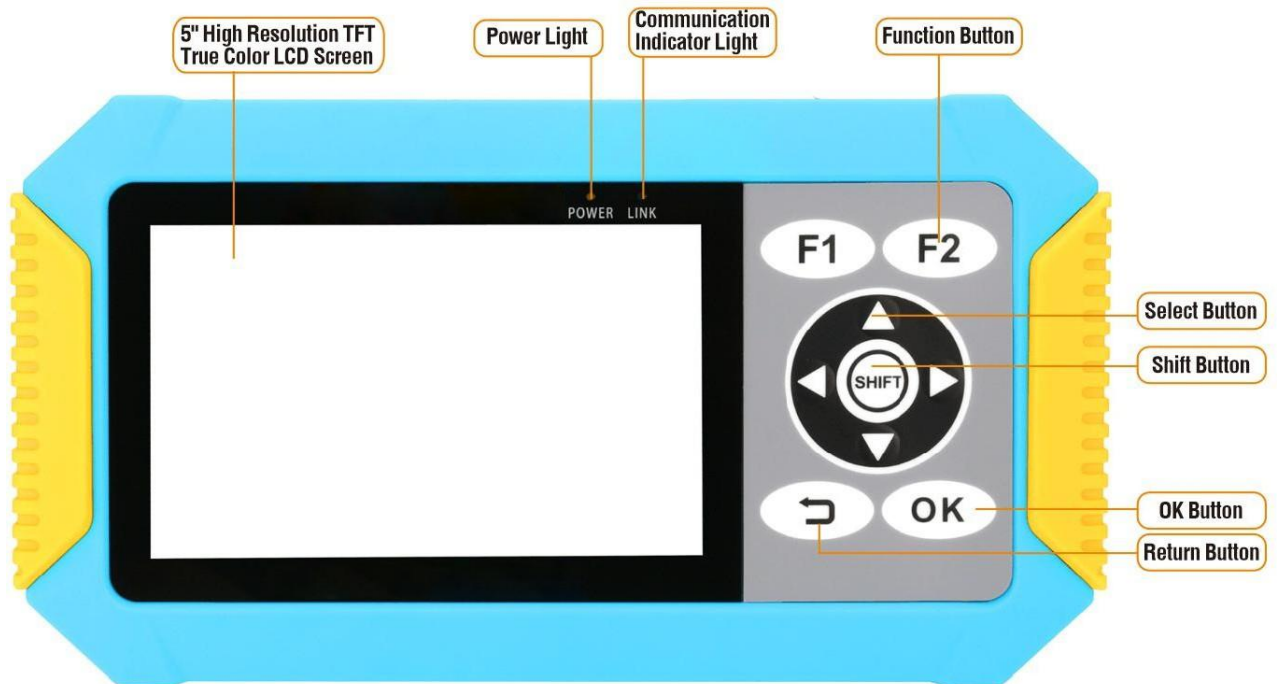 5" High Resolution TFT
True Color LCD Screen
Power Light
Communication
Indicator Light
Function Button
POWER LINK
F1 F2
Select Button
SHIFT
Shift Button
OK
OK Button
Return Button